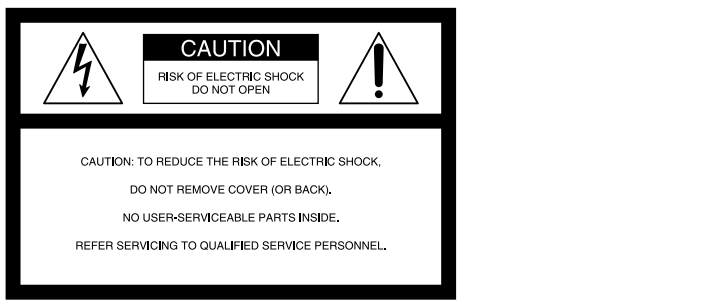 CAUTION
RISK OF ELECTRIC SHOCK
DO NOT OPEN
CAUTION: TO REDUCE THE RISK OF ELECTRIC SHOCK,
DO NOT REMOVE COVER (OR BACK).
NO USER-SERVICEABLE PARTS INSIDE.
REFER SERVICING TO QUALIFIED SERVICE PERSONNEL.